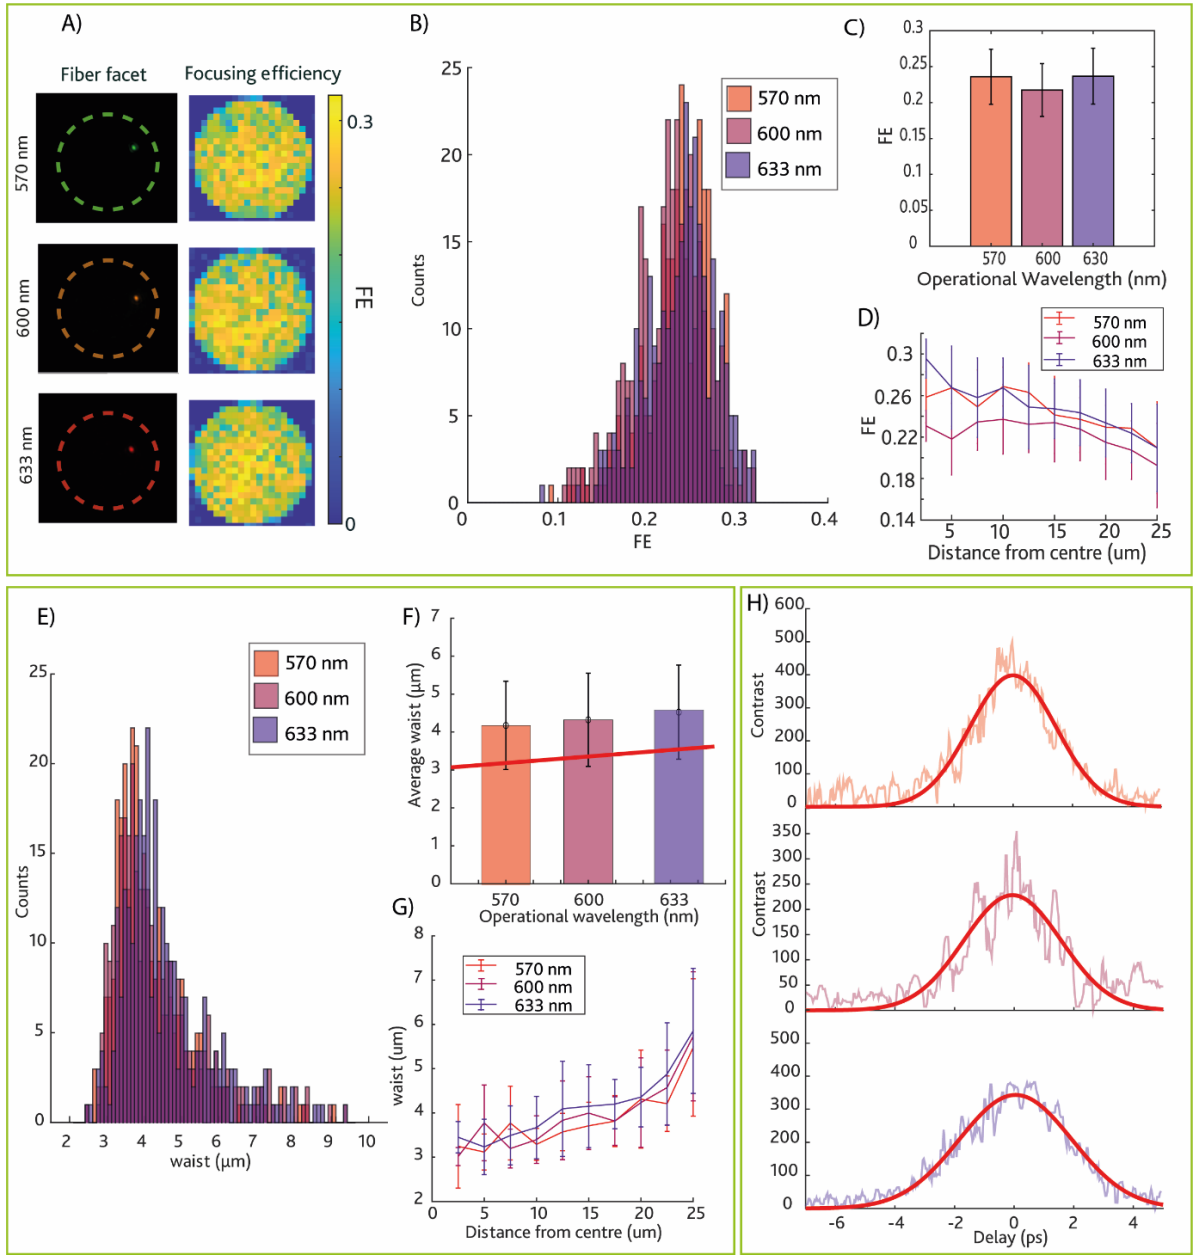 A)
Fiber facet
Focusing efficiency
570 nm
600 nm
633 nm
0.3
FE
0
B)
25
20
15
10
5
0
Counts
0
0.1
0.2
0.3
0.4
FE
570 nm
600 nm
633 nm
C)
0.3
0.25
0.2
0.15
0.1
0.05
0
FE
570
600
630
Operational Wavelength (nm)
D)
570 nm
600 nm
633 nm
0.3
0.26
0.22
0.18
0.14
FE
5
10
15
20
25
Distance from centre (um)
E)
25
20
15
10
5
0
Counts
2
3
4
5
6
7
8
9
10
waist (µm)
570 nm
600 nm
633 nm
F)
7
6
5
4
3
2
1
0
Average waist (µm)
570
600
633
Operational wavelength (nm)
G)
8
7
6
5
4
3
2
waist (um)
570 nm
600 nm
633 nm
0
5
10
15
20
25
Distance from centre (um)
H)
600
500
400
300
200
100
0
Contrast
350
300
250
200
150
100
50
0
Contrast
500
400
300
200
100
0
-6
-4
-2
0
2
4
Delay (ps)